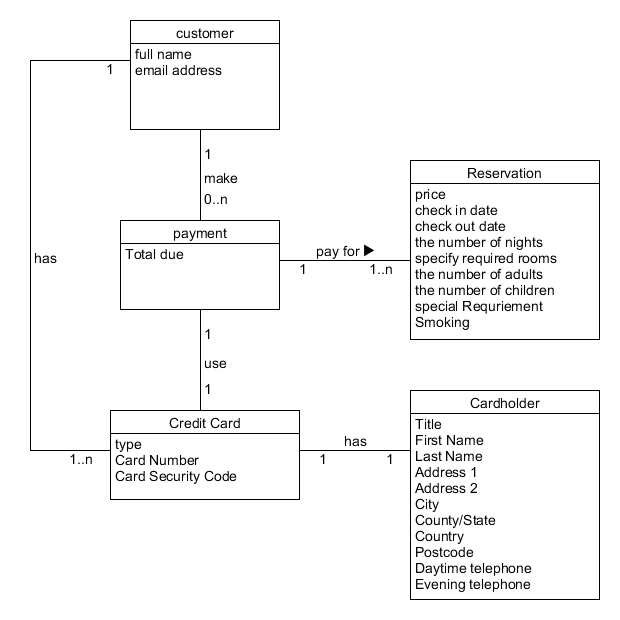 customer
full name
email address
1
1
make
0..n
payment
Total due
has
pay for ▶
1
1..n
Reservation
price
check in date
check out date
the number of nights
specify required rooms
the number of adults
the number of children
special Requriement
Smoking
1
use
1
Credit Card
type
Card Number
Card Security Code
1..n
has
1
1
Cardholder
Title
First Name
Last Name
Address 1
Address 2
City
County/State
Country
Postcode
Daytime telephone
Evening telephone